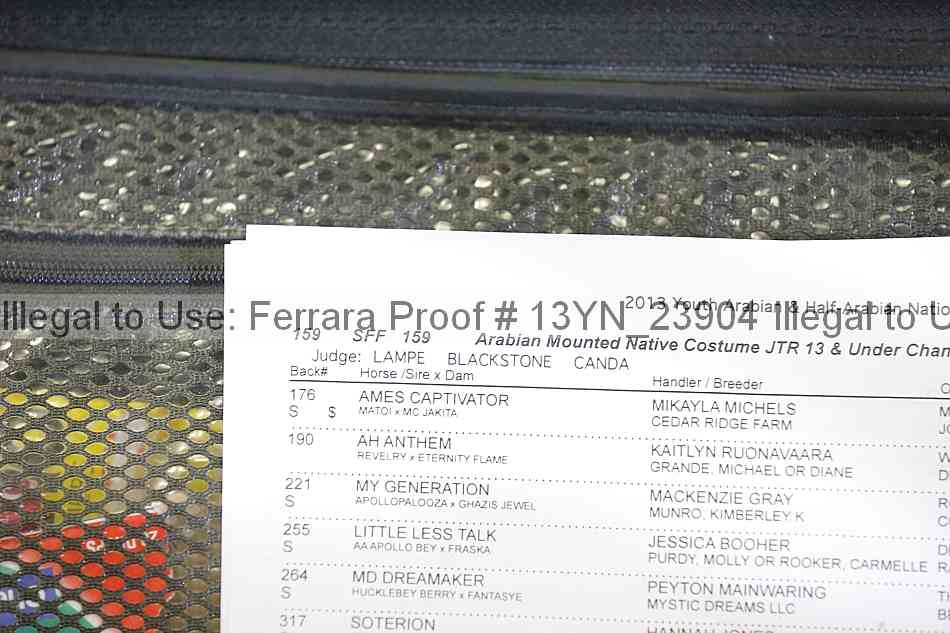 2013 Youth Arabian & Half-Arabian Natio
Illegal to Use: Ferrara Proof # 13YN_23904 Illegal to U
159 SFF 159 Arabian Mounted Native Costume JTR 13 & Under Cham
Judge: LAMPE BLACKSTONE CANDA
Back# Horse /Sire x Dam Handler / Breeder O
176 AMES CAPTIVATOR MIKAYLA MICHELS M
S $ MATOI x MC JAKITA CEDAR RIDGE FARM JO
190 AH ANTHEM KAITLYN RUONAVAARA W
REVELRY x ETERNITY FLAME GRANDE, MICHAEL OR DIANE D
221 MY GENERATION MACKENZIE GRAY
S APOLLOPALOOZA x GHAZIS JEWEL MUNRO, KIMBERLEY K
255 LITTLE LESS TALK JESSICA BOOHER
S AA APOLLO BEY x FRASKA PURDY, MOLLY OR ROOKER, CARMELLE RA
264 MD DREAMAKER PEYTON MAINWARING
S HUCKLEBEY BERRY x FANTASYE MYSTIC DREAMS LLC
317 SOTERION HANNAH JONES